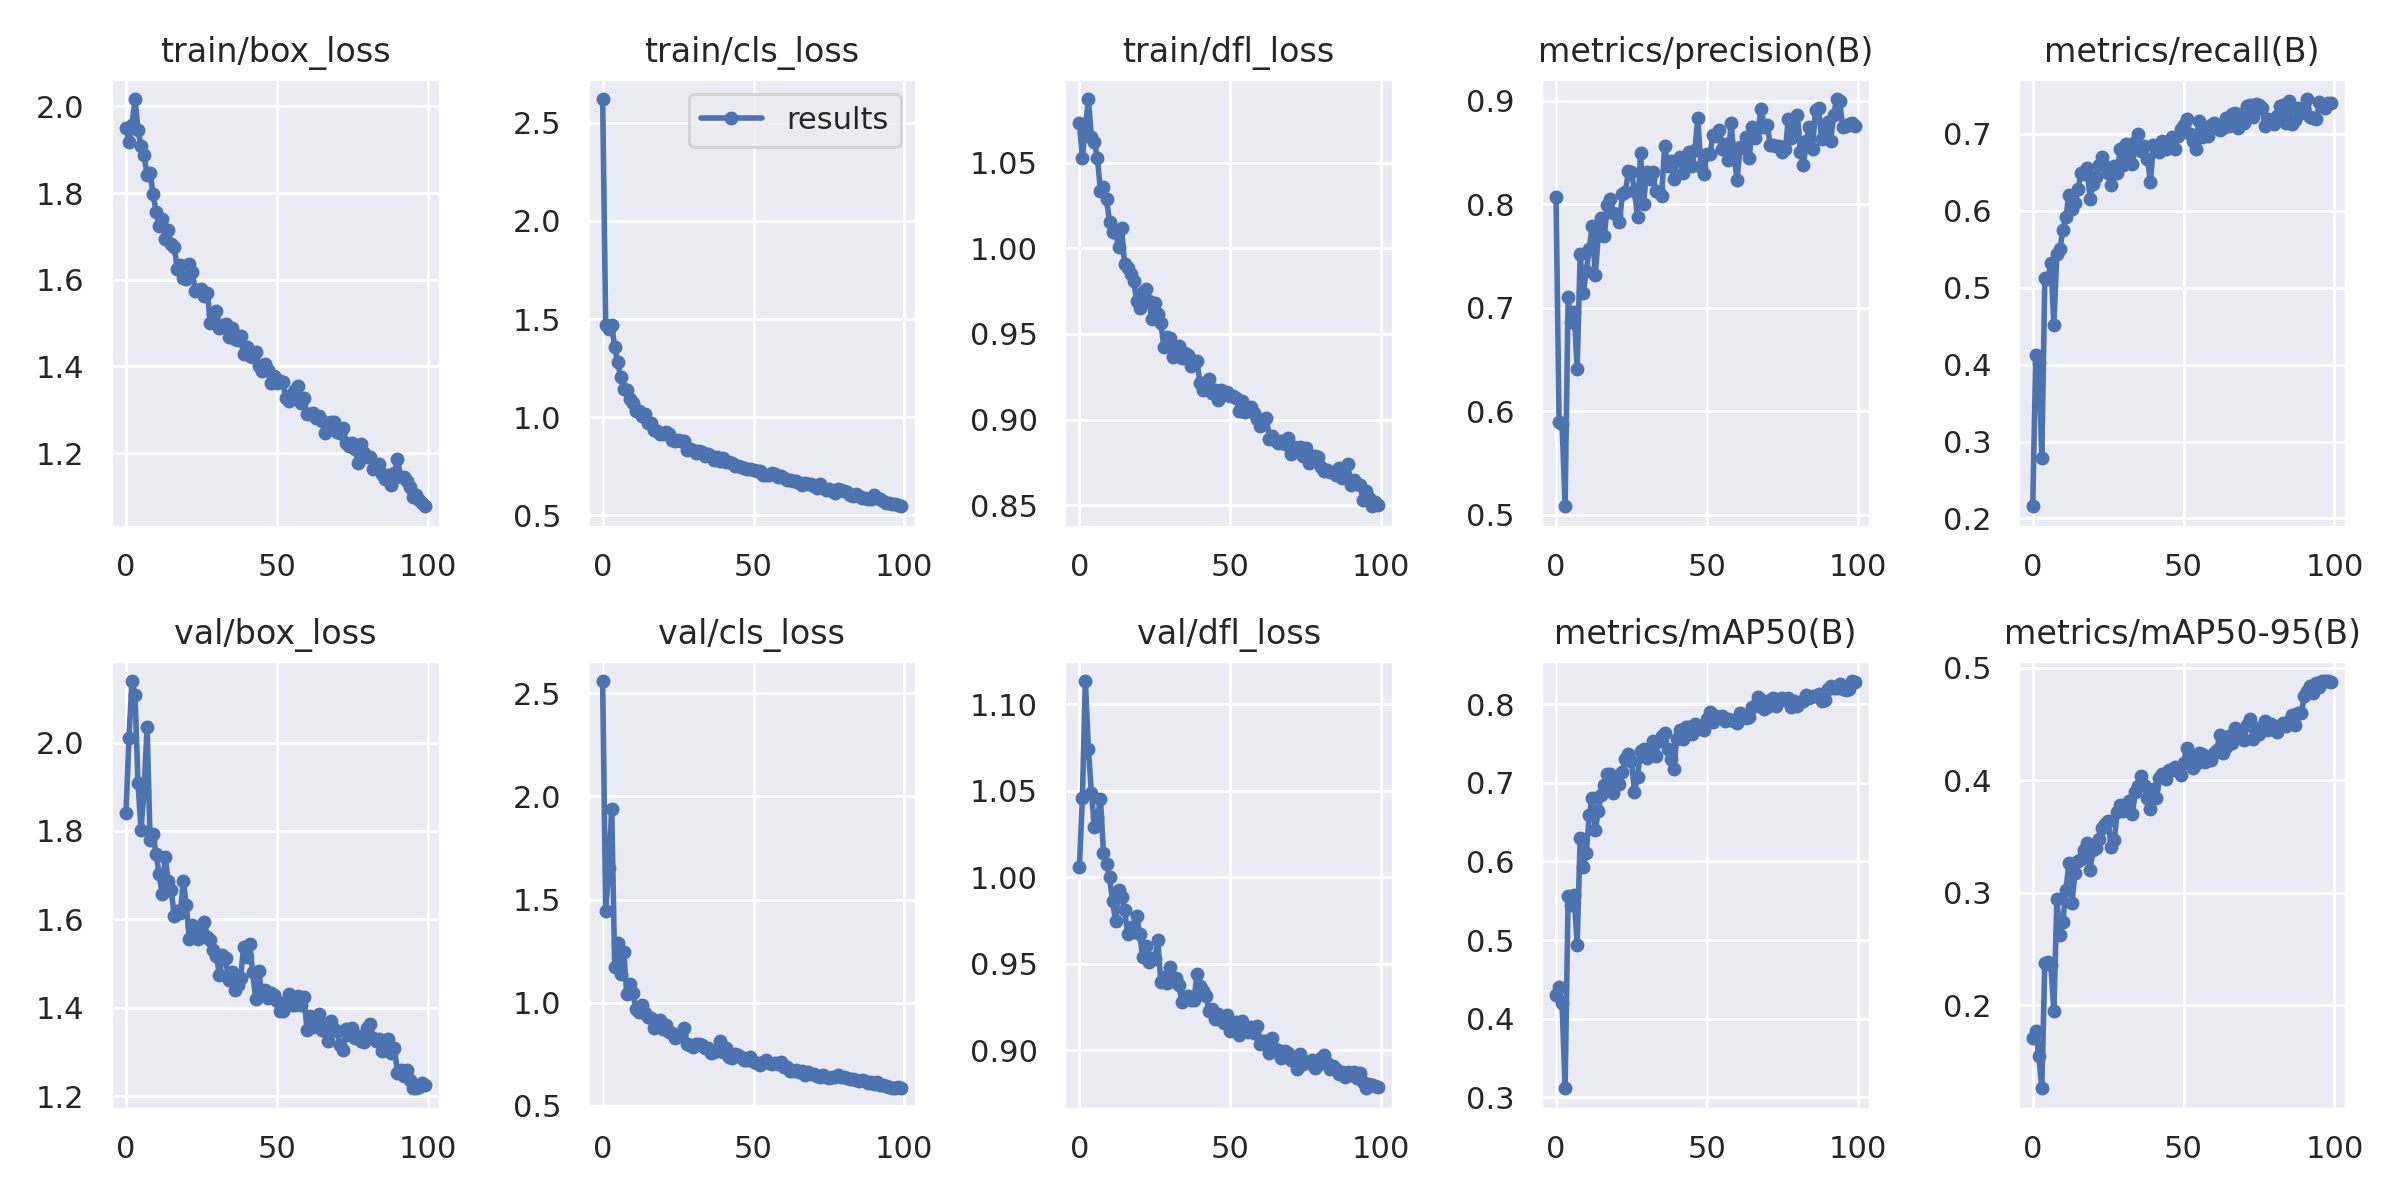 train/box_loss
train/cls_loss
train/dfl_loss
metrics/precision(B)
metrics/recall(B)
2.0
1.8
1.6
1.4
1.2
0 50 100
2.5
2.0
1.5
1.0
0.5
results
0 50 100
1.05
1.00
0.95
0.90
0.85
0 50 100
0.9
0.8
0.7
0.6
0.5
0 50 100
0.7
0.6
0.5
0.4
0.3
0.2
0 50 100
val/box_loss
val/cls_loss
val/dfl_loss
metrics/mAP50(B)
metrics/mAP50-95(B)
2.0
1.8
1.6
1.4
1.2
0 50 100
2.5
2.0
1.5
1.0
0.5
0 50 100
1.10
1.05
1.00
0.95
0.90
0 50 100
0.8
0.7
0.6
0.5
0.4
0.3
0 50 100
0.5
0.4
0.3
0.2
0 50 100